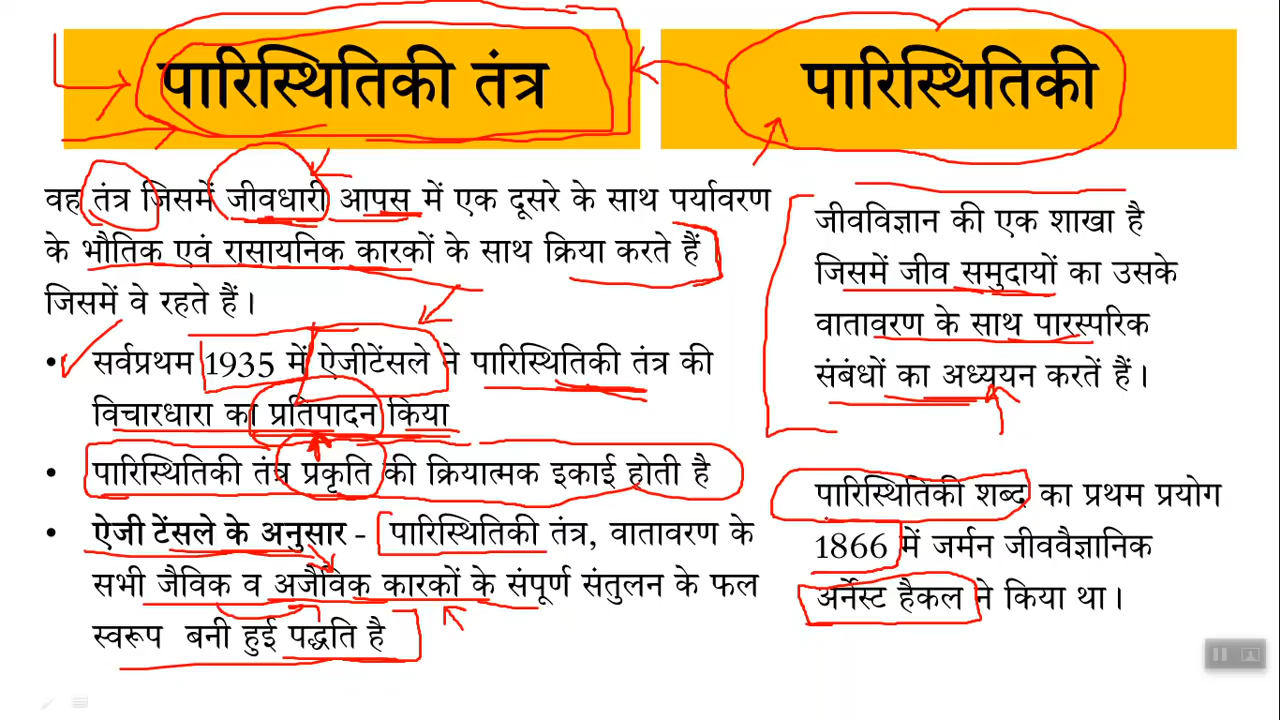 पारिस्थितिकी तंत्र
वह तंत्र जिसमें जीवधारी आपस में एक दूसरे के साथ पर्यावरण
के भौतिक एवं रासायनिक कारकों के साथ क्रिया करते हैं
जिसमें वे रहते हैं।
• सर्वप्रथम 1935 में ऐजीटेंसले ने पारिस्थितिकी तंत्र की
विचारधारा का प्रतिपादन किया
• पारिस्थितिकी तंत्र प्रकृति की क्रियात्मक इकाई होती है
• ऐजी टेंसले के अनुसार - पारिस्थितिकी तंत्र, वातावरण के
सभी जैविक व अजैविक कारकों के संपूर्ण संतुलन के फल
स्वरूप बनी हुई पद्धति है
पारिस्थितिकी
जीवविज्ञान की एक शाखा है
जिसमें जीव समुदायों का उसके
वातावरण के साथ पारस्परिक
संबंधों का अध्ययन करतें हैं।
पारिस्थितिकी शब्द का प्रथम प्रयोग
1866 में जर्मन जीववैज्ञानिक
अर्नेस्ट हैकल ने किया था।